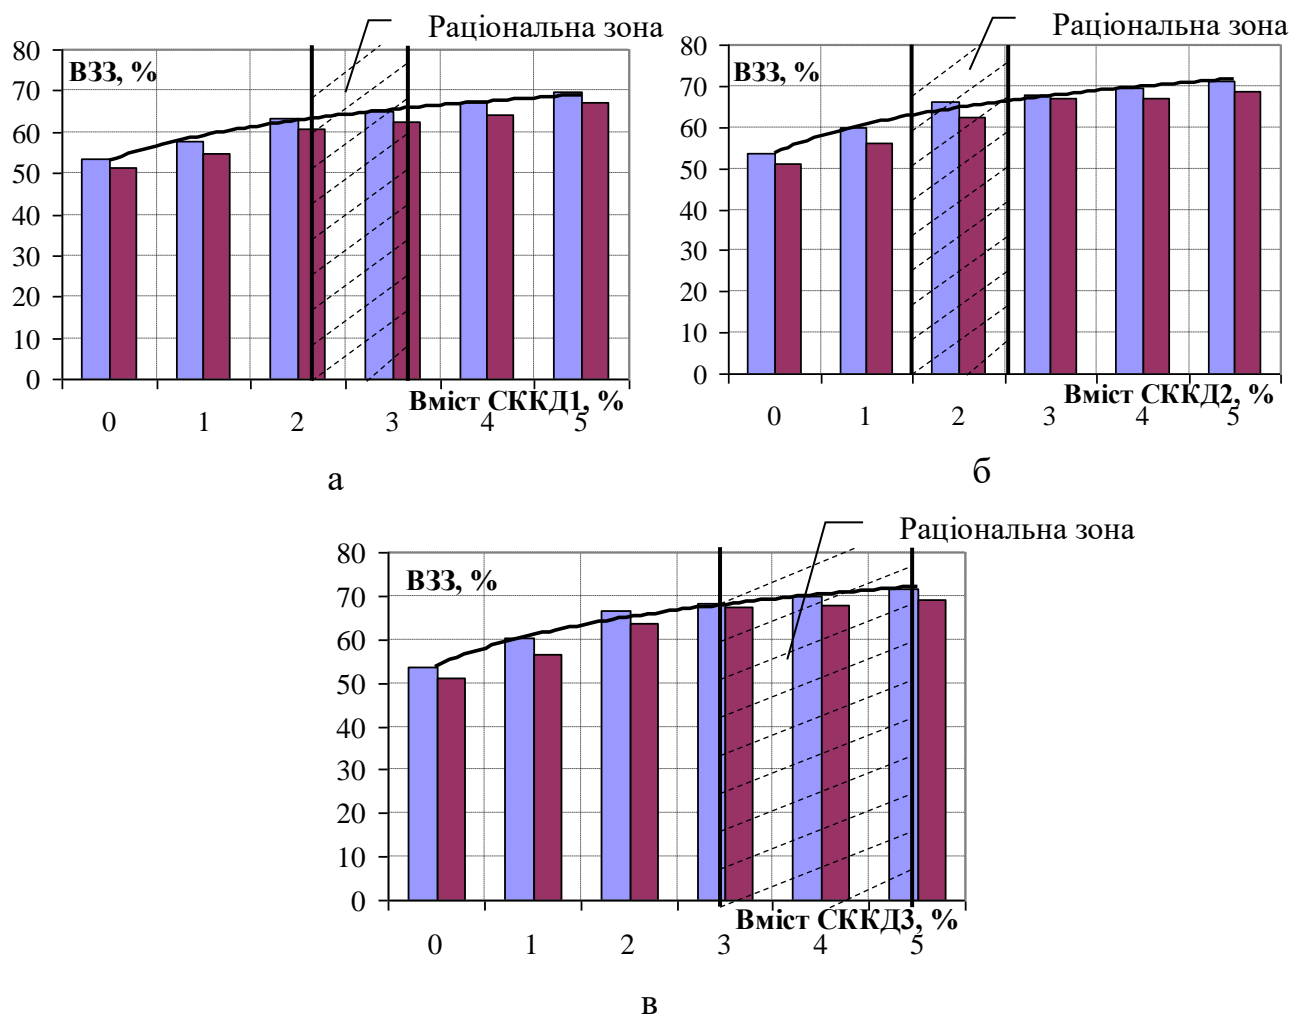 Раціональна зона
ВЗЗ, %
80
70
60
50
40
30
20
10
0
Вміст СККД1, %
0 1 2 3 4 5
а
Раціональна зона
ВЗЗ, %
80
70
60
50
40
30
20
10
0
Вміст СККД2, %
0 1 2 3 4 5
б
Раціональна зона
ВЗЗ, %
80
70
60
50
40
30
20
10
0
Вміст СККД3, %
0 1 2 3 4 5
в